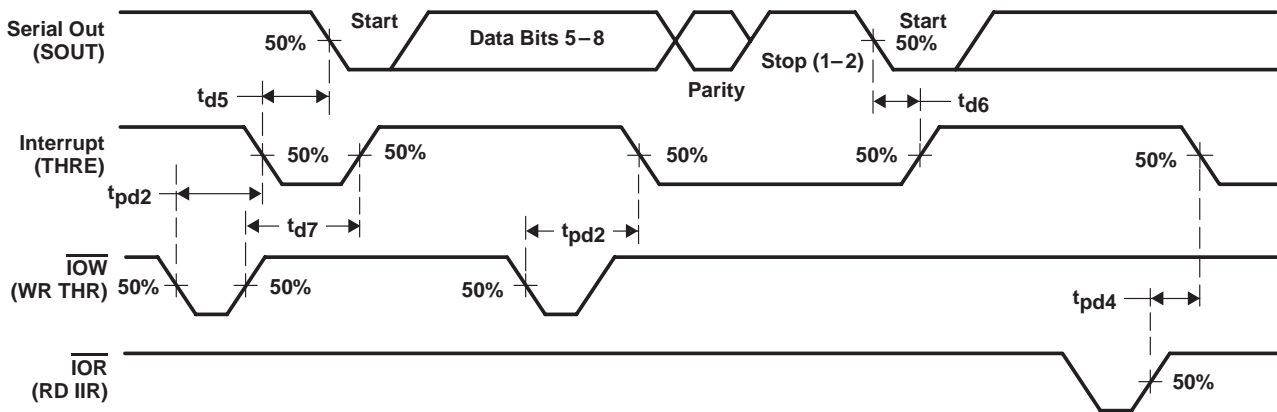 Serial Out
(SOUT)
50%
Start
Data Bits 5–8
Parity
Stop (1–2)
Start
50%
td5
td6
Interrupt
(THRE)
50%
50%
50%
50%
50%
tpd2
td7
tpd2
IOW
(WR THR)
50%
50%
50%
tpd4
IOR
(RD IIR)
50%